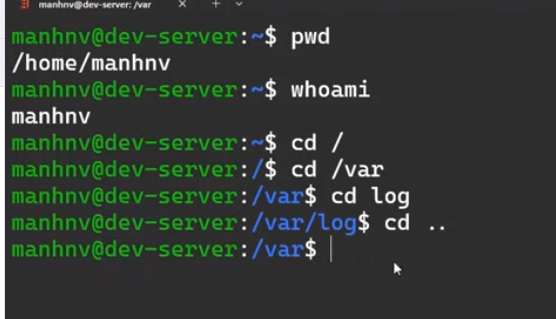 manhnv@dev-server: /var
manhnv@dev-server:~$ pwd
/home/manhnv
manhnv@dev-server:~$ whoami
manhnv
manhnv@dev-server:~$ cd /
manhnv@dev-server:/$ cd /var
manhnv@dev-server:/var$ cd log
manhnv@dev-server:/var/log$ cd ..
manhnv@dev-server:/var$